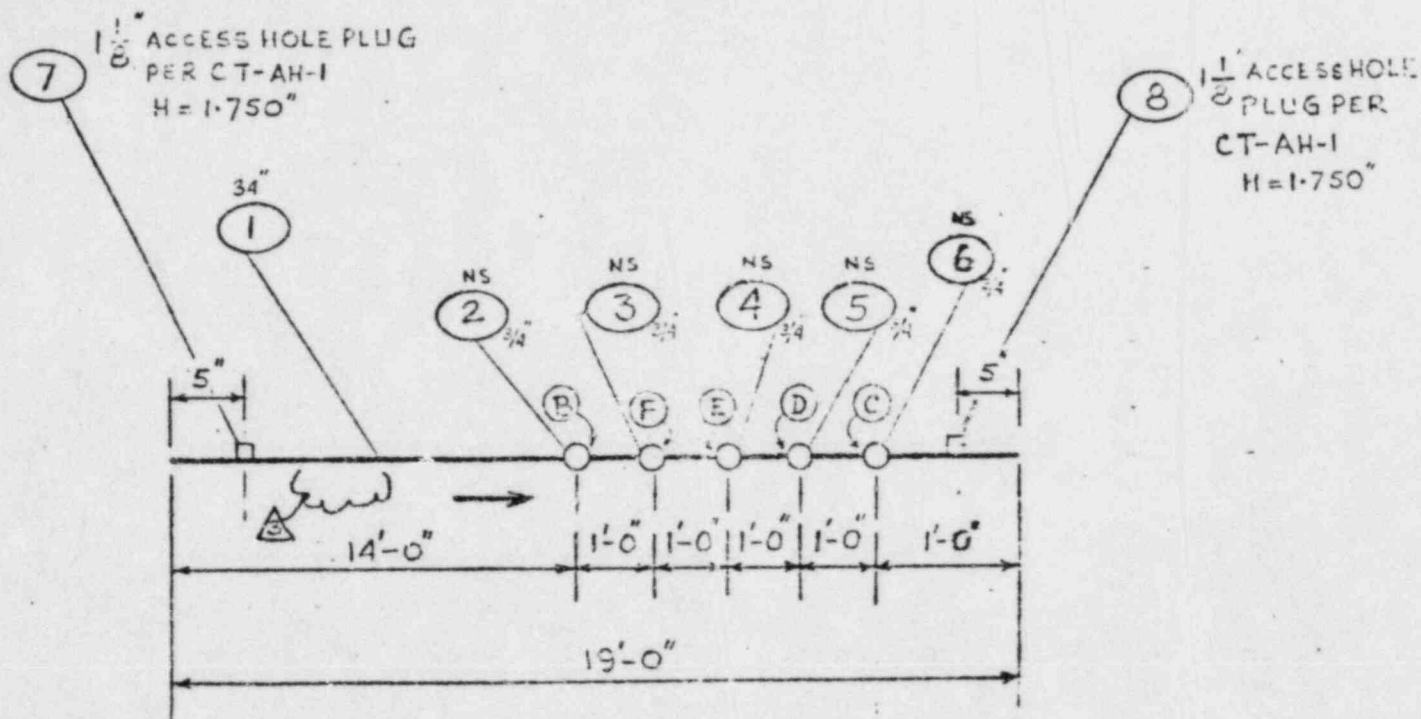 7
1 1/8" ACCESS HOLE PLUG
PER CT-AH-1
H = 1.750"
8
1 1/8" ACCESS HOLE
PLUG PER
CT-AH-1
H = 1.750"
34"
1
NS
2
3/4"
NS
3
3/4"
NS
4
3/4"
NS
5
3/4"
NS
6
3/4"
5"
5"
B
F
E
D
C
3
14'-0"
1'-0"
1'-0"
1'-0"
1'-0"
1'-0"
19'-0"